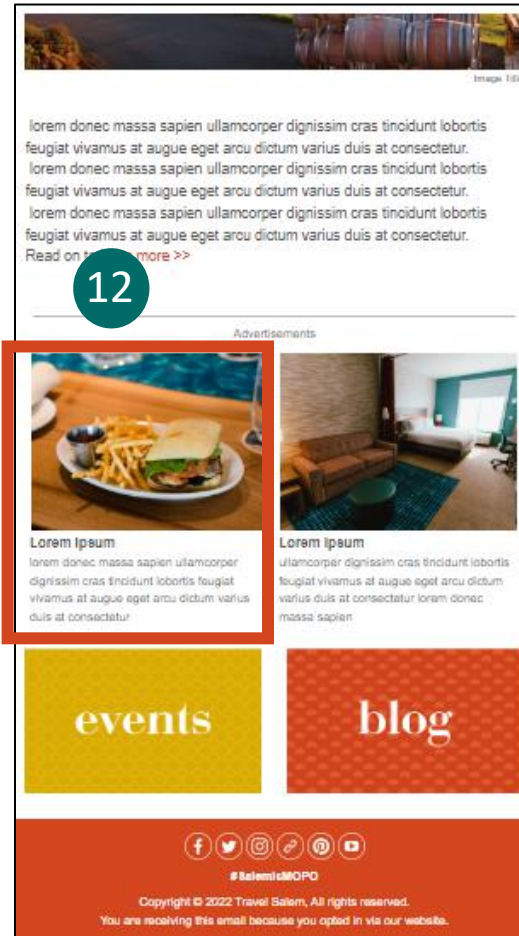 Image Titl
lorem donec massa sapien ullamcorper dignissim cras tincidunt lobortis
feugiat vivamus at augue eget arcu dictum varius duis at consectetur.
lorem donec massa sapien ullamcorper dignissim cras tincidunt lobortis
feugiat vivamus at augue eget arcu dictum varius duis at consectetur.
lorem donec massa sapien ullamcorper dignissim cras tincidunt lobortis
feugiat vivamus at augue eget arcu dictum varius duis at consectetur.
Read on more >>
12
Advertisements
Lorem Ipsum
lorem donec massa sapien ullamcorper
dignissim cras tincidunt lobortis feugiat
vivamus at augue eget arcu dictum varius
duis at consectetur
Lorem Ipsum
ullamcorper dignissim cras tincidunt lobortis
feugiat vivamus at augue eget arcu dictum
varius duis at consectetur lorem donec
massa sapien
events
blog
#SalemIsMOPO
Copyright © 2022 Travel Salem, All rights reserved.
You are receiving this email because you opted in via our website.